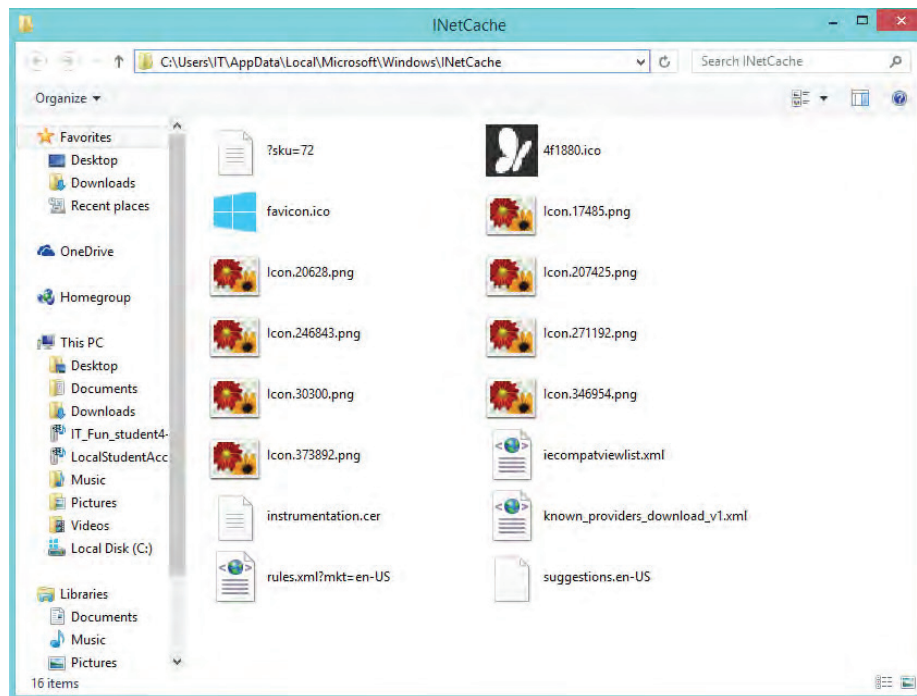 INetCache
C:\Users\IT\AppData\Local\Microsoft\Windows\INetCache
Search INetCache
Organize
Favorites
Desktop
Downloads
Recent places
OneDrive
Homegroup
This PC
Desktop
Documents
Downloads
IT_Fun_student4-
LocalStudentAcc
Music
Pictures
Videos
Local Disk (C:)
Libraries
Documents
Music
Pictures
?sku=72
4f1880.ico
favicon.ico
Icon.17485.png
Icon.20628.png
Icon.207425.png
Icon.246843.png
Icon.271192.png
Icon.30300.png
Icon.346954.png
Icon.373892.png
iecompatviewlist.xml
instrumentation.cer
known_providers_download_v1.xml
rules.xml?mkt=en-US
suggestions.en-US
16 items